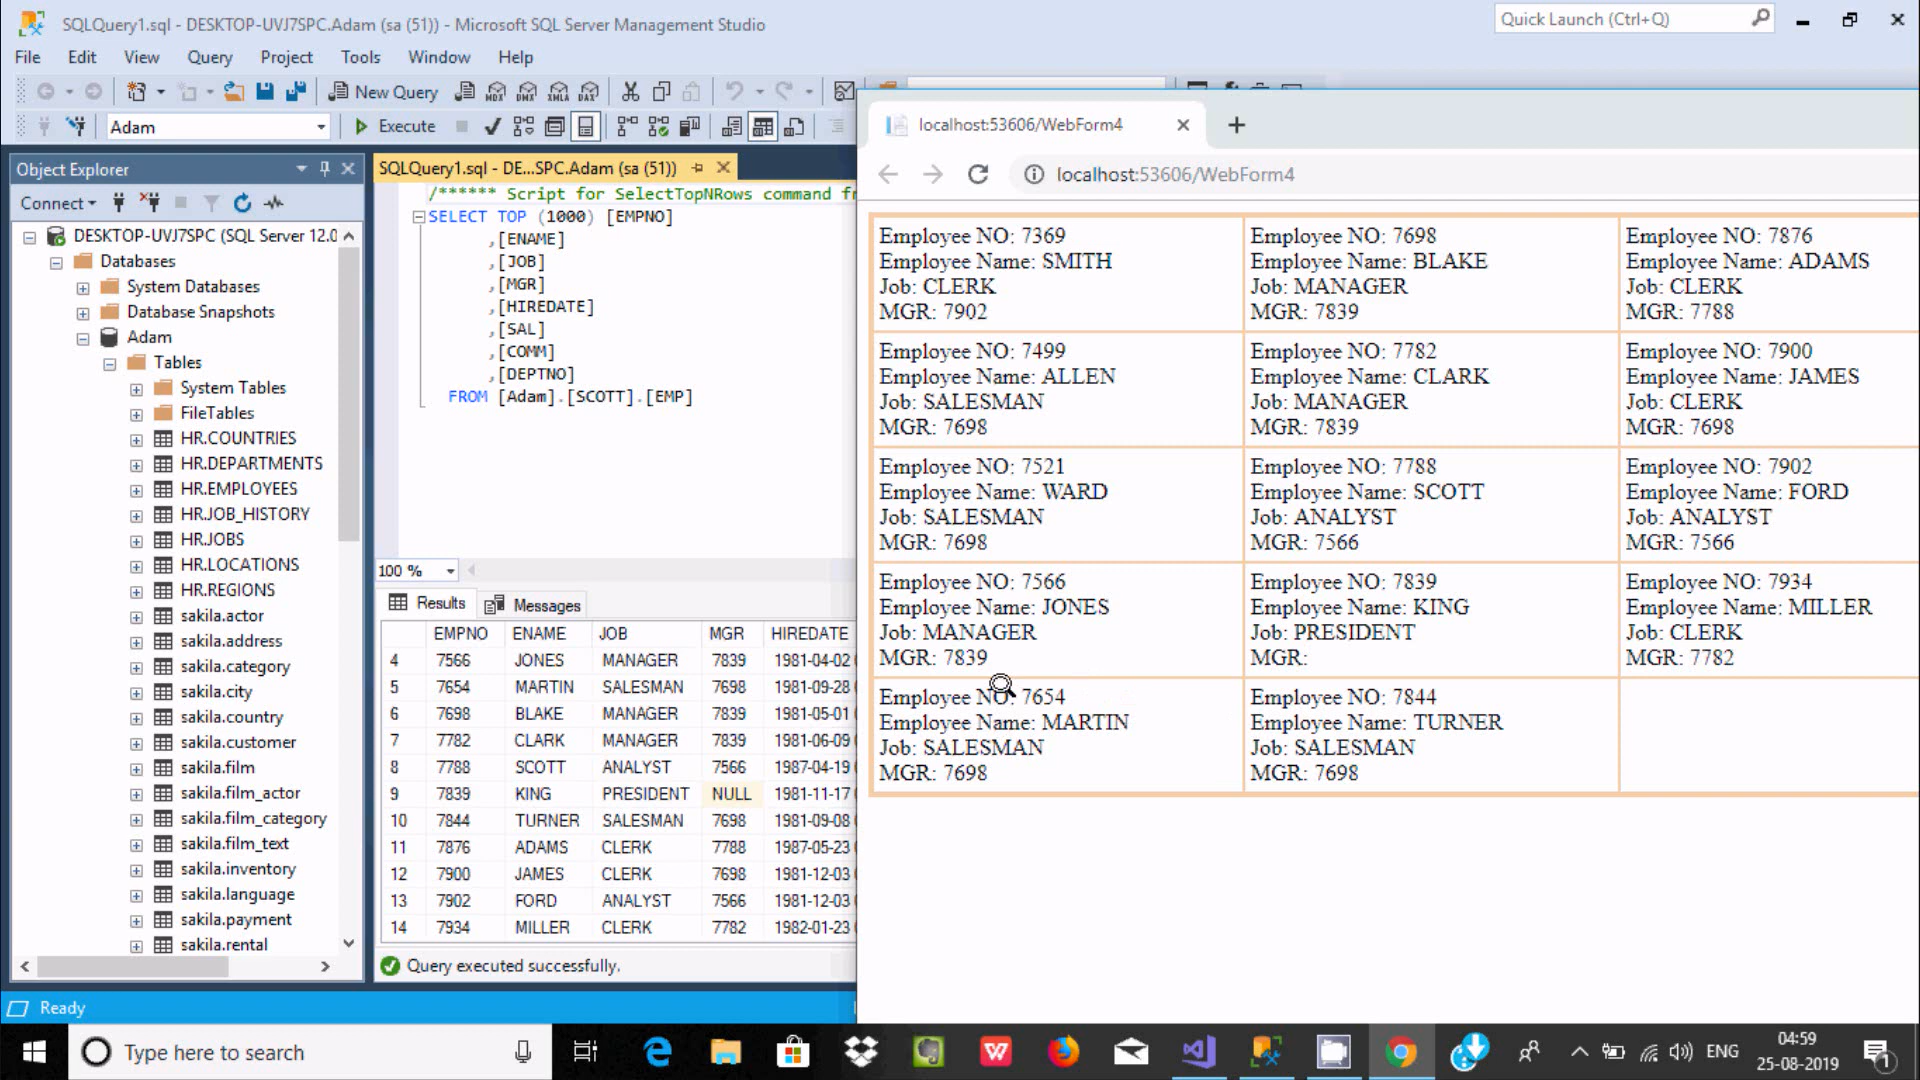 SQLQuery1.sql - DESKTOP-UVJ7SPC.Adam (sa (51)) - Microsoft SQL Server Management Studio
Quick Launch (Ctrl+Q)
File Edit View Query Project Tools Window Help
New Query
MDX DMX XMLA DAX
Adam
Execute
Object Explorer
Connect
DESKTOP-UVJ7SPC (SQL Server 12.0
Databases
System Databases
Database Snapshots
Adam
Tables
System Tables
FileTables
HR.COUNTRIES
HR.DEPARTMENTS
HR.EMPLOYEES
HR.JOB_HISTORY
HR.JOBS
HR.LOCATIONS
HR.REGIONS
sakila.actor
sakila.address
sakila.category
sakila.city
sakila.country
sakila.customer
sakila.film
sakila.film_actor
sakila.film_category
sakila.film_text
sakila.inventory
sakila.language
sakila.payment
sakila.rental
SQLQuery1.sql - DE...SPC.Adam (sa (51))
/****** Script for SelectTopNRows command fr
SELECT TOP (1000) [EMPNO]
,[ENAME]
,[JOB]
,[MGR]
,[HIREDATE]
,[SAL]
,[COMM]
,[DEPTNO]
FROM [Adam].[SCOTT].[EMP]
100 %
Results Messages
EMPNO ENAME JOB MGR HIREDATE
4 7566 JONES MANAGER 7839 1981-04-02
5 7654 MARTIN SALESMAN 7698 1981-09-28
6 7698 BLAKE MANAGER 7839 1981-05-01
7 7782 CLARK MANAGER 7839 1981-06-09
8 7788 SCOTT ANALYST 7566 1987-04-19
9 7839 KING PRESIDENT NULL 1981-11-17
10 7844 TURNER SALESMAN 7698 1981-09-08
11 7876 ADAMS CLERK 7788 1987-05-23
12 7900 JAMES CLERK 7698 1981-12-03
13 7902 FORD ANALYST 7566 1981-12-03
14 7934 MILLER CLERK 7782 1982-01-23
Query executed successfully.
Ready
localhost:53606/WebForm4
localhost:53606/WebForm4
Employee NO: 7369
Employee Name: SMITH
Job: CLERK
MGR: 7902
Employee NO: 7698
Employee Name: BLAKE
Job: MANAGER
MGR: 7839
Employee NO: 7876
Employee Name: ADAMS
Job: CLERK
MGR: 7788
Employee NO: 7499
Employee Name: ALLEN
Job: SALESMAN
MGR: 7698
Employee NO: 7782
Employee Name: CLARK
Job: MANAGER
MGR: 7839
Employee NO: 7900
Employee Name: JAMES
Job: CLERK
MGR: 7698
Employee NO: 7521
Employee Name: WARD
Job: SALESMAN
MGR: 7698
Employee NO: 7788
Employee Name: SCOTT
Job: ANALYST
MGR: 7566
Employee NO: 7902
Employee Name: FORD
Job: ANALYST
MGR: 7566
Employee NO: 7566
Employee Name: JONES
Job: MANAGER
MGR: 7839
Employee NO: 7839
Employee Name: KING
Job: PRESIDENT
MGR:
Employee NO: 7934
Employee Name: MILLER
Job: CLERK
MGR: 7782
Employee NO: 7654
Employee Name: MARTIN
Job: SALESMAN
MGR: 7698
Employee NO: 7844
Employee Name: TURNER
Job: SALESMAN
MGR: 7698
Type here to search
ENG
04:59
25-08-2019
1